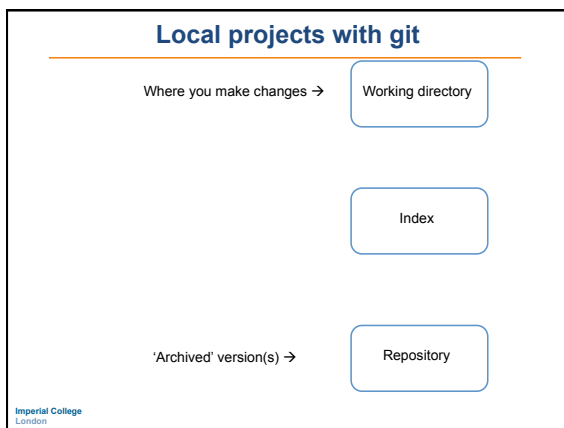 Local projects with git
Where you make changes → Working directory
Index
‘Archived’ version(s) → Repository
Imperial College
London